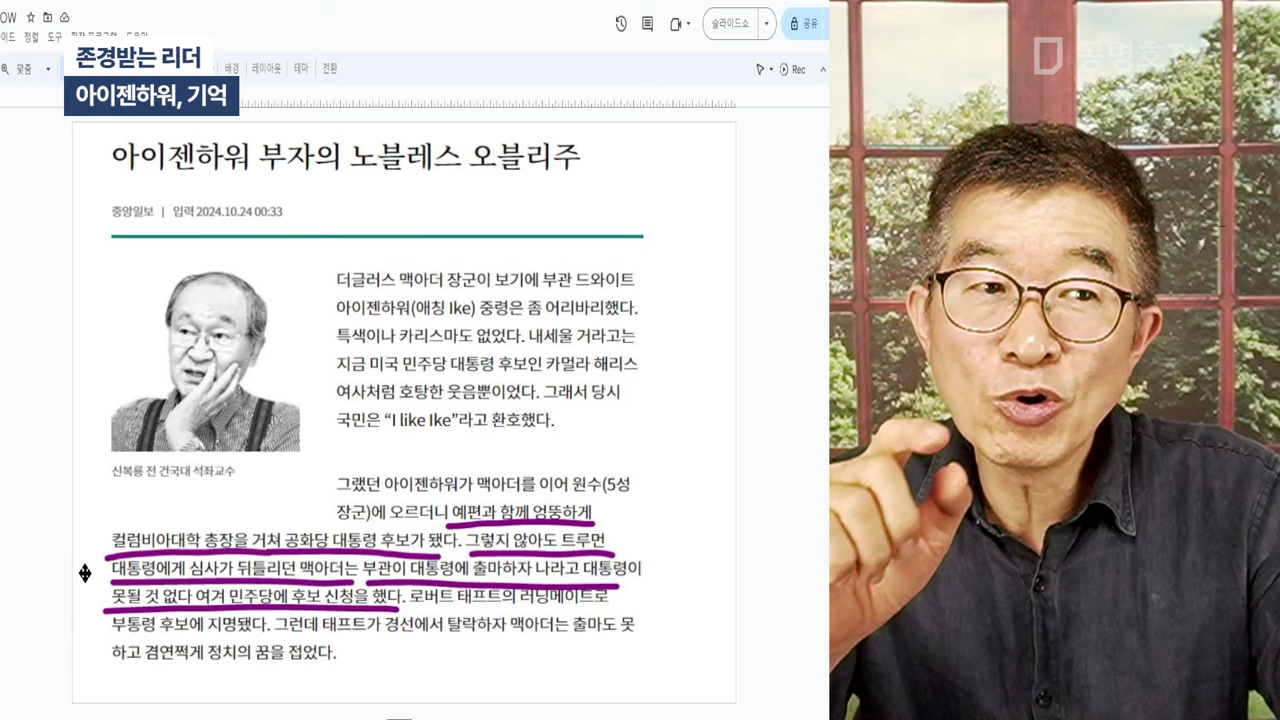 OW
슬라이드쇼
공유
이드 정렬 도구
존경받는 리더
맞춤
배경 레이아웃 테마 전환
Rec
아이젠하워, 기억
공병호TV
아이젠하워 부자의 노블레스 오블리주
중앙일보 | 입력 2024.10.24 00:33
더글러스 맥아더 장군이 보기에 부관 드와이트
아이젠하워(애칭 Ike) 중령은 좀 어리바리했다.
특색이나 카리스마도 없었다. 내세울 거라고는
지금 미국 민주당 대통령 후보인 카멀라 해리스
여사처럼 호탕한 웃음뿐이었다. 그래서 당시
국민은 “I like Ike”라고 환호했다.
신복룡 전 건국대 석좌교수
그랬던 아이젠하워가 맥아더를 이어 원수(5성
장군)에 오르더니 예편과 함께 엉뚱하게
컬럼비아대학 총장을 거쳐 공화당 대통령 후보가 됐다. 그렇지 않아도 트루먼
대통령에게 심사가 뒤틀리던 맥아더는 부관이 대통령에 출마하자 나라고 대통령이
못될 것 없다 여겨 민주당에 후보 신청을 했다. 로버트 태프트의 러닝메이트로
부통령 후보에 지명됐다. 그런데 태프트가 경선에서 탈락하자 맥아더는 출마도 못
하고 겸연쩍게 정치의 꿈을 접었다.